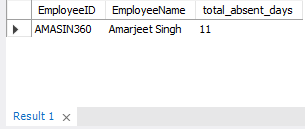 EmployeeID EmployeeName total_absent_days
AMASIN360 Amarjeet Singh 11
Result 1